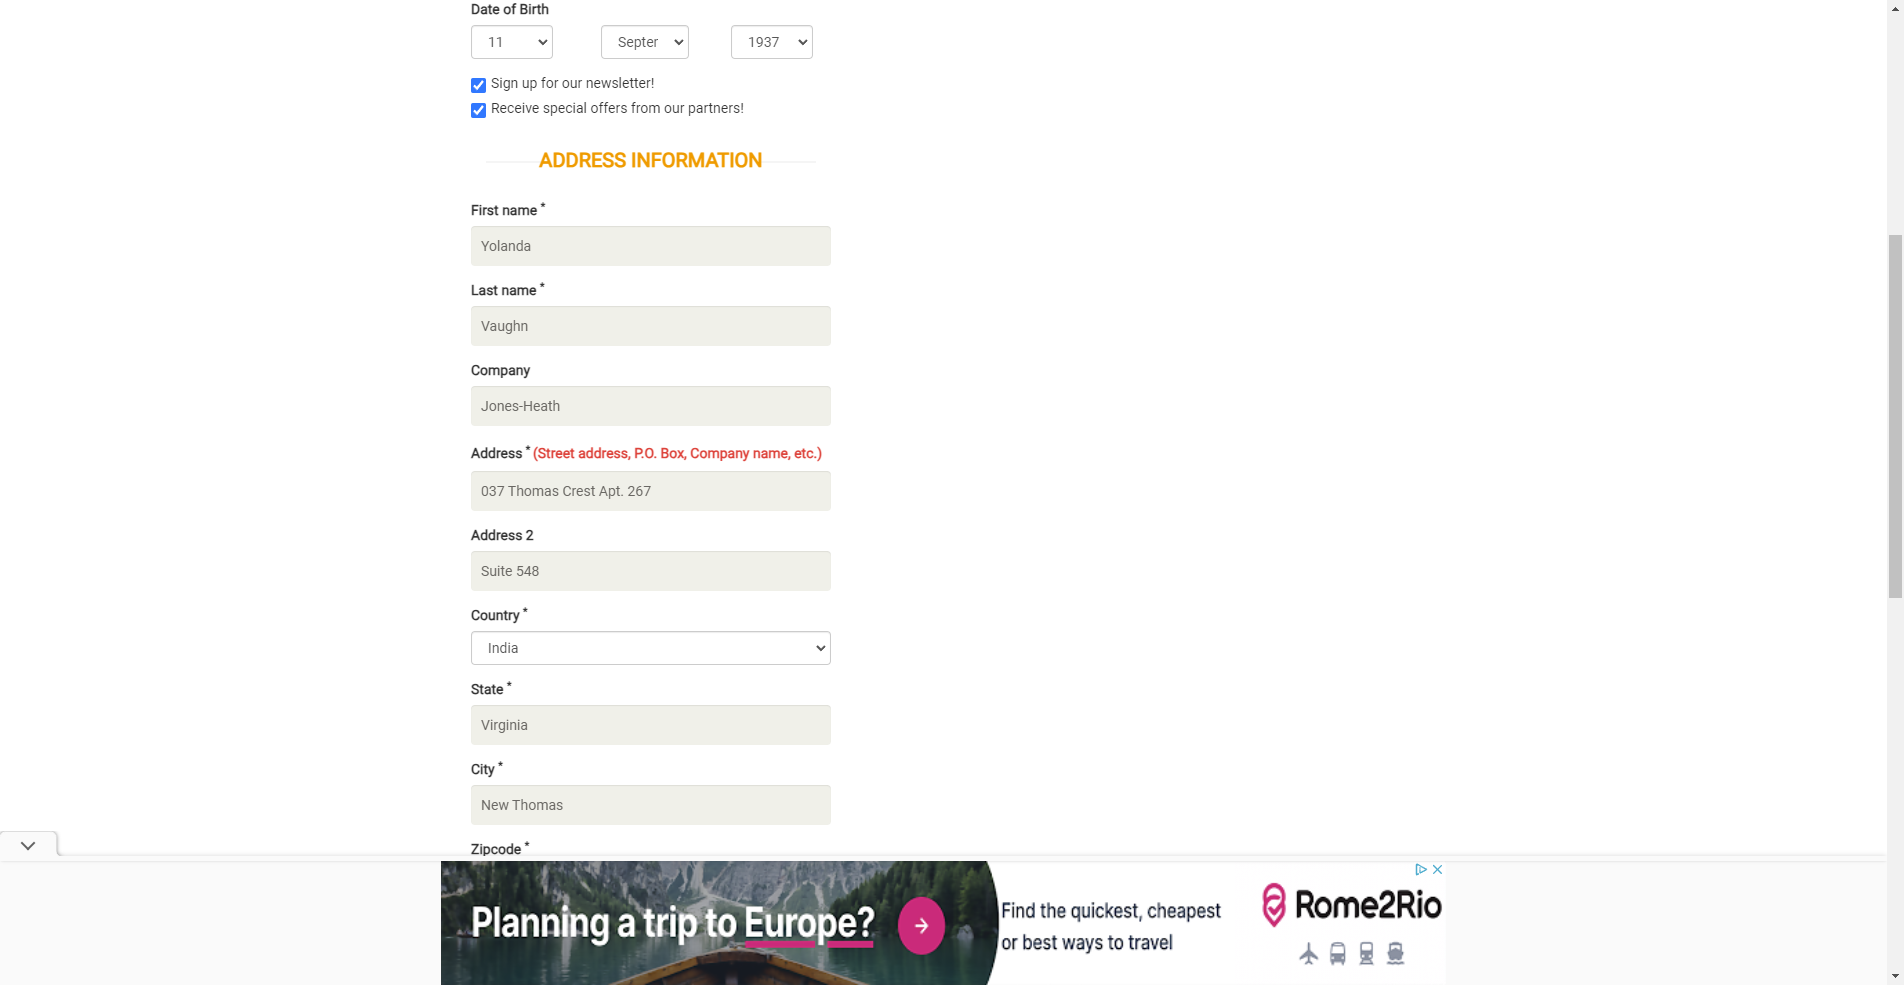 Date of Birth
11 Septer 1937
Sign up for our newsletter!
Receive special offers from our partners!
ADDRESS INFORMATION
First name *
Yolanda
Last name *
Vaughn
Company
Jones-Heath
Address * (Street address, P.O. Box, Company name, etc.)
037 Thomas Crest Apt. 267
Address 2
Suite 548
Country *
India
State *
Virginia
City *
New Thomas
Zipcode *
Planning a trip to Europe?
Find the quickest, cheapest
or best ways to travel
Rome2Rio